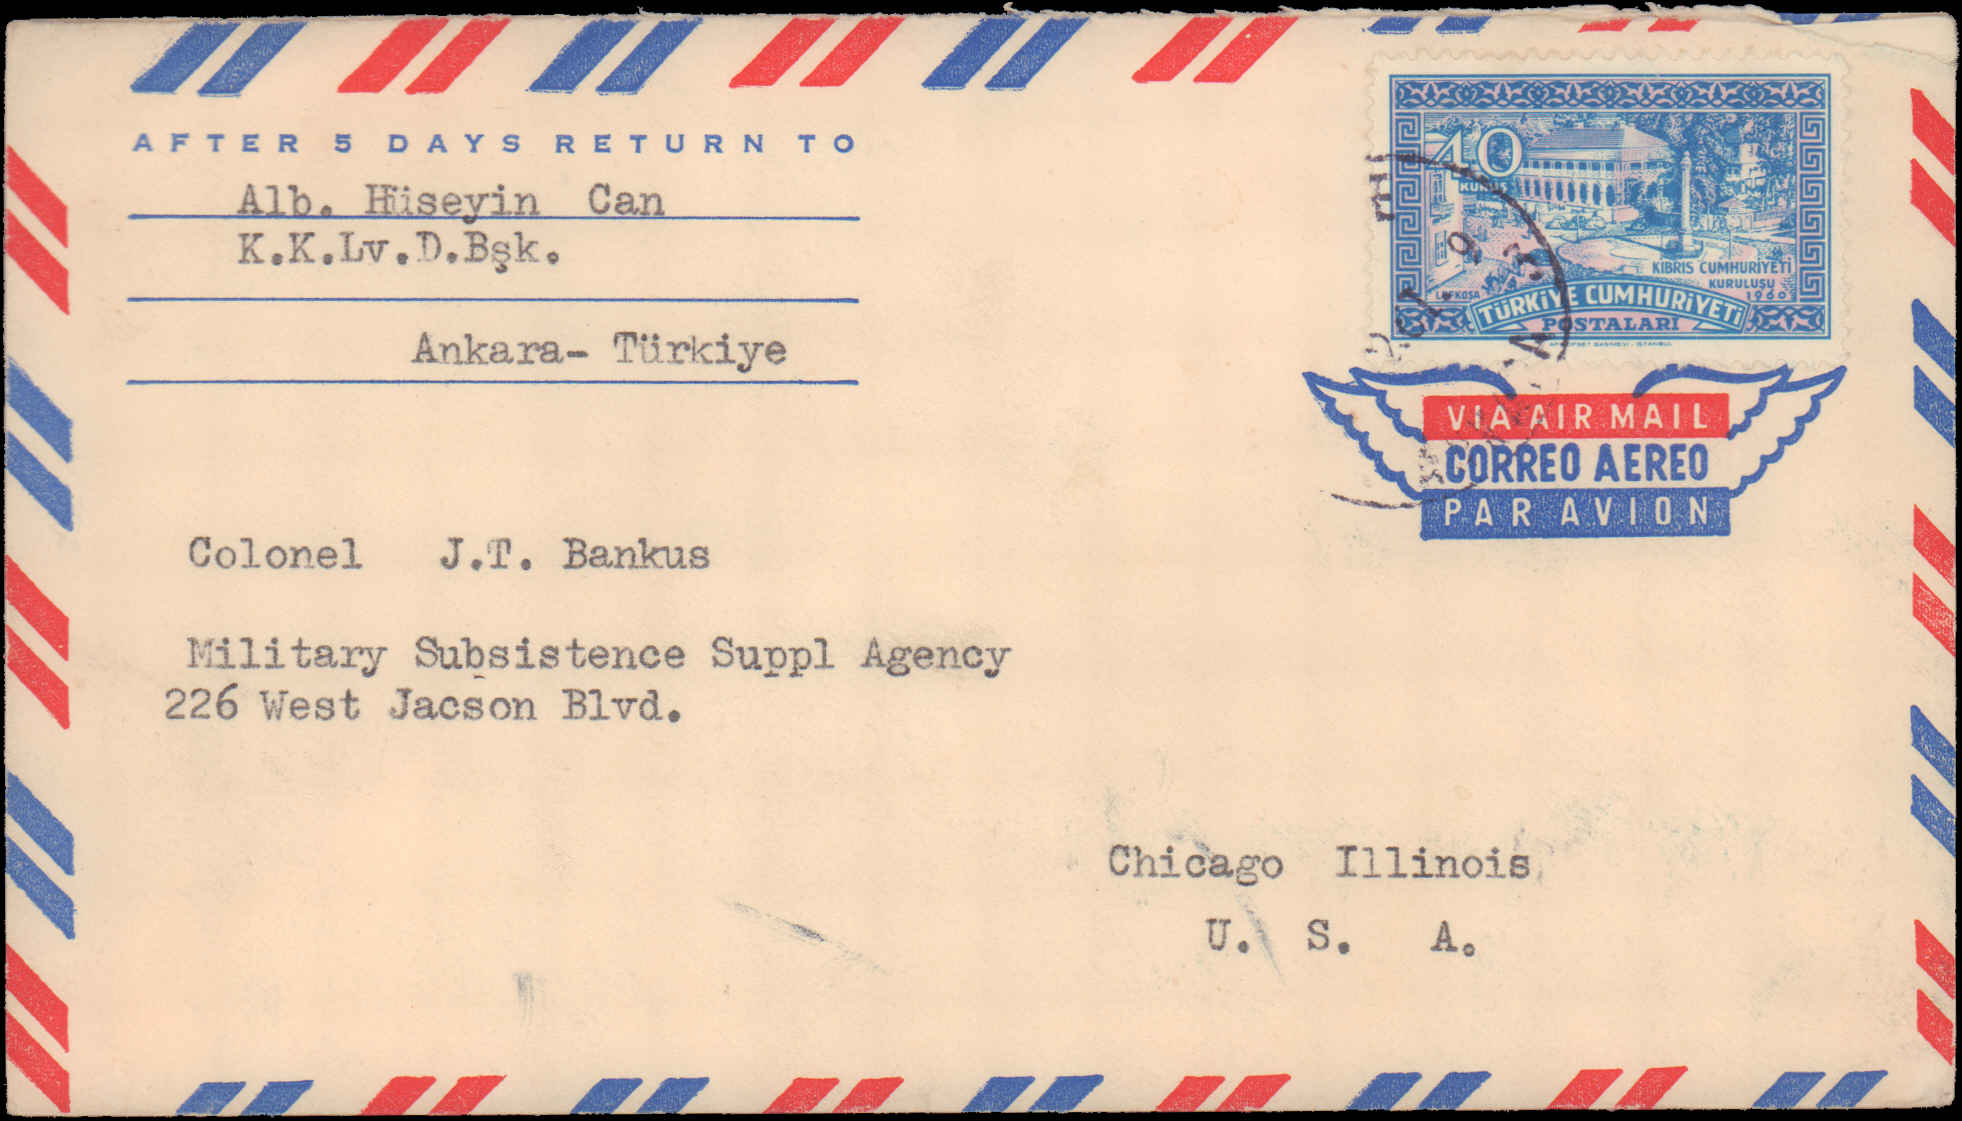 AFTER 5 DAYS RETURN TO
Alb. Hüseyin Can
K.K.Lv.D.Bşk.
Ankara- Türkiye
40
KURUŞ
KIBRIS CUMHURİYETİ
KURULUŞU
LEFKOŞA
1960
TÜRKİYE CUMHURİYETİ
POSTALARI
VIA AIR MAIL
CORREO AEREO
PAR AVION
Colonel J.T. Bankus
Military Subsistence Suppl Agency
226 West Jacson Blvd.
Chicago Illinois
U. S. A.